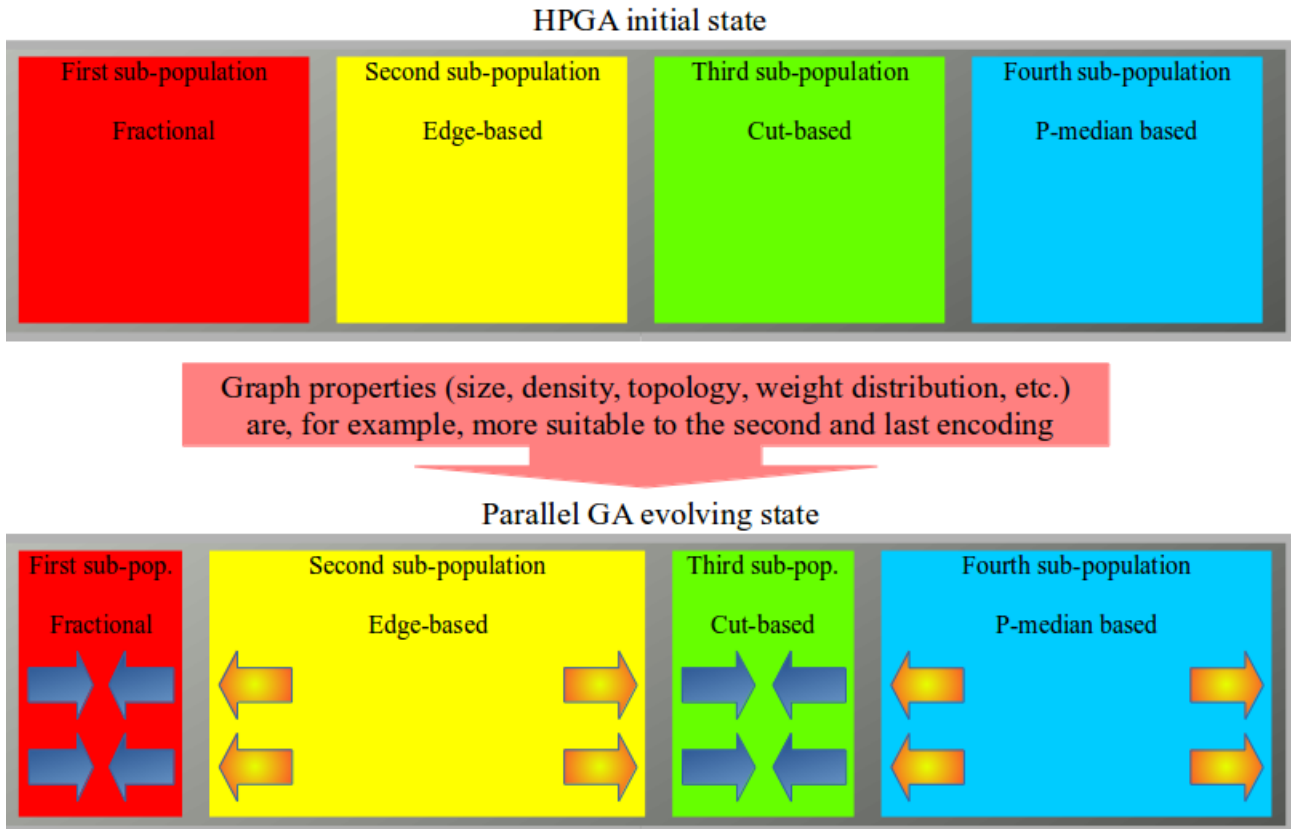 HPGA initial state
First sub-population
Fractional
Second sub-population
Edge-based
Third sub-population
Cut-based
Fourth sub-population
P-median based
Graph properties (size, density, topology, weight distribution, etc.)
are, for example, more suitable to the second and last encoding
Parallel GA evolving state
First sub-pop.
Fractional
Second sub-population
Edge-based
Third sub-pop.
Cut-based
Fourth sub-population
P-median based